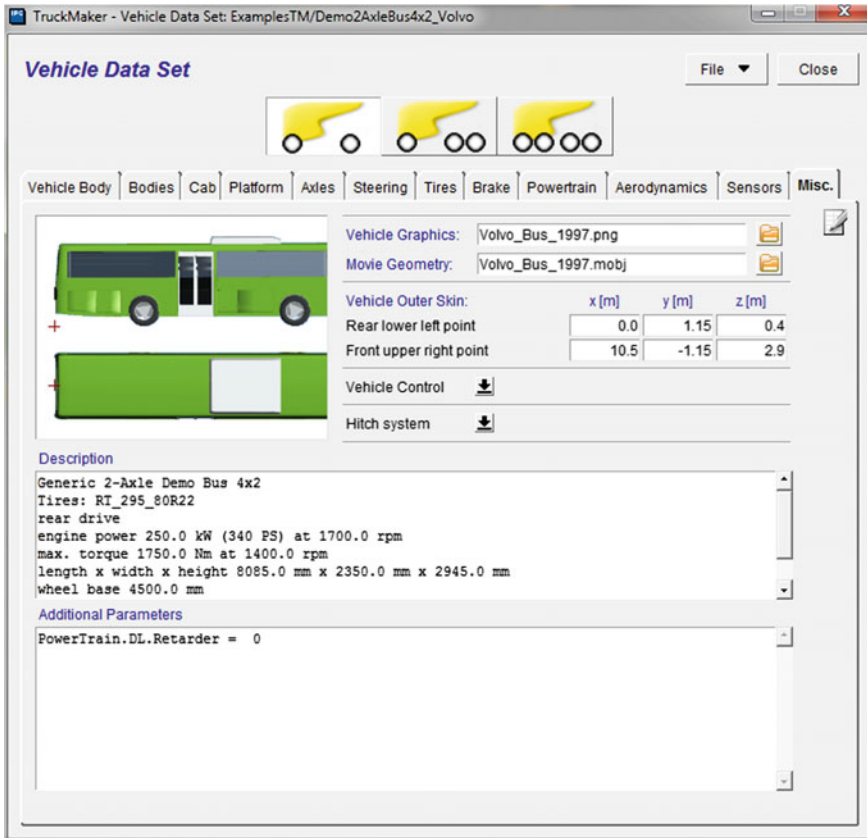 TruckMaker - Vehicle Data Set: ExamplesTM/Demo2AxleBus4x2_Volvo
Vehicle Data Set
File
Close
Vehicle Body Bodies Cab Platform Axles Steering Tires Brake Powertrain Aerodynamics Sensors Misc.
Vehicle Graphics: Volvo_Bus_1997.png
Movie Geometry: Volvo_Bus_1997.mobj
Vehicle Outer Skin: x [m] y [m] z [m]
Rear lower left point 0.0 1.15 0.4
Front upper right point 10.5 -1.15 2.9
Vehicle Control
Hitch system
Description
Generic 2-Axle Demo Bus 4x2
Tires: RT_295_80R22
rear drive
engine power 250.0 kW (340 PS) at 1700.0 rpm
max. torque 1750.0 Nm at 1400.0 rpm
length x width x height 8085.0 mm x 2350.0 mm x 2945.0 mm
wheel base 4500.0 mm
Additional Parameters
PowerTrain.DL.Retarder = 0